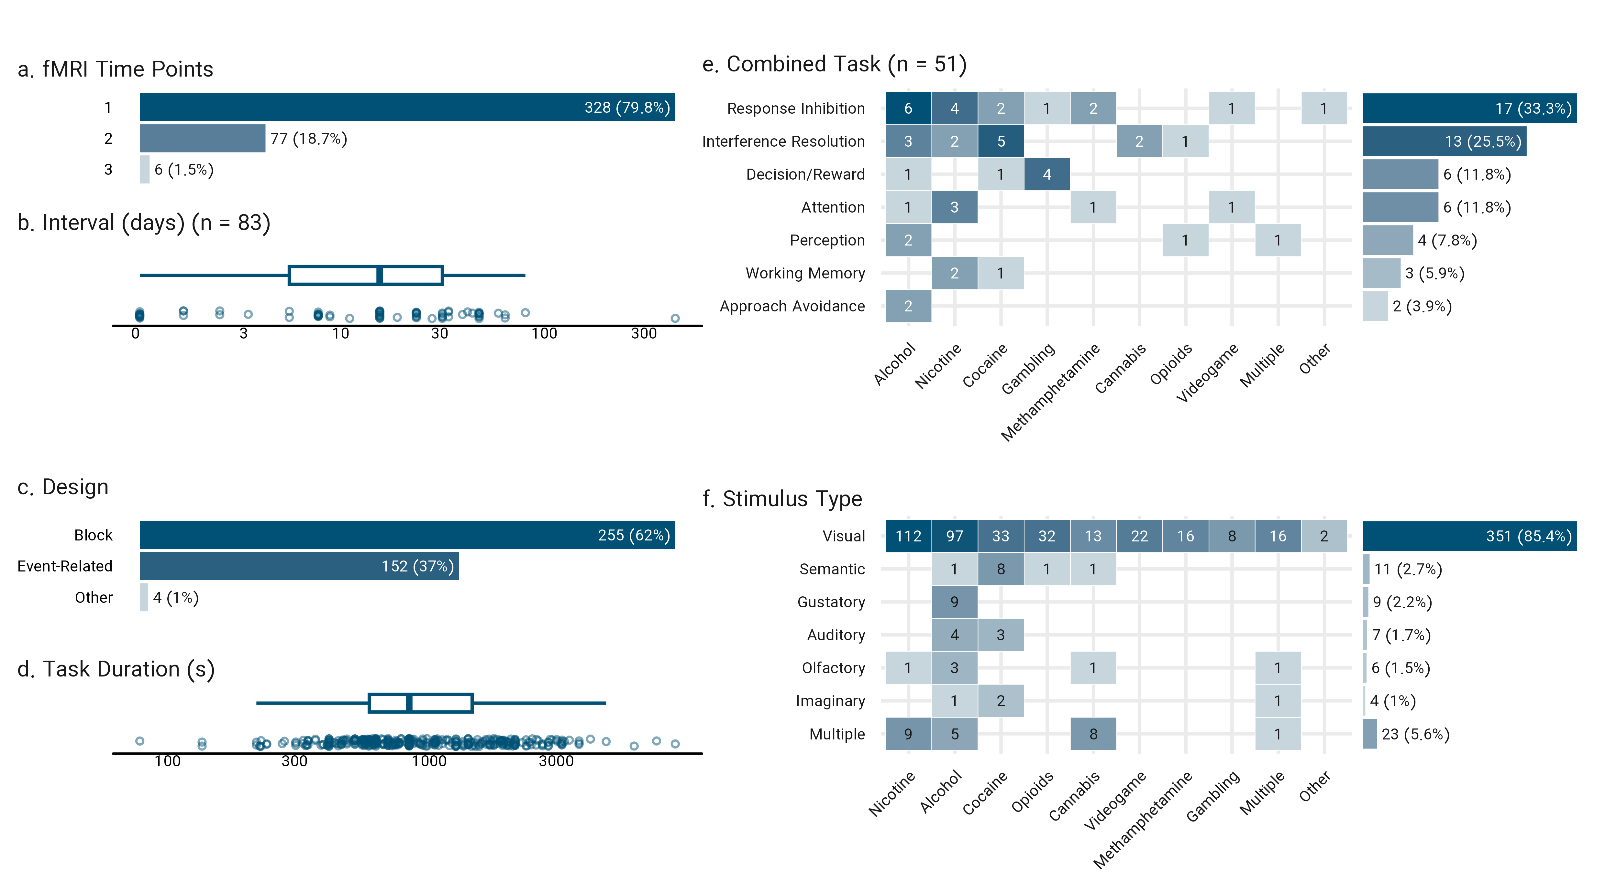 a. fMRI Time Points
1 328 (79.8%)
2 77 (18.7%)
3 6 (1.5%)
b. Interval (days) (n = 83)
0 3 10 30 100 300
c. Design
Block 255 (62%)
Event-Related 152 (37%)
Other 4 (1%)
d. Task Duration (s)
100 300 1000 3000
e. Combined Task (n = 51)
Response Inhibition 6 4 2 1 2 1 1 17 (33.3%)
Interference Resolution 3 2 5 2 1 13 (25.5%)
Decision/Reward 1 1 4 6 (11.8%)
Attention 1 3 1 1 6 (11.8%)
Perception 2 1 1 4 (7.8%)
Working Memory 2 1 3 (5.9%)
Approach Avoidance 2 2 (3.9%)
Alcohol Nicotine Cocaine Gambling Methamphetamine Cannabis Opioids Videogame Multiple Other
f. Stimulus Type
Visual 112 97 33 32 13 22 16 8 16 2 351 (85.4%)
Semantic 1 8 1 1 11 (2.7%)
Gustatory 9 9 (2.2%)
Auditory 4 3 7 (1.7%)
Olfactory 1 3 1 1 6 (1.5%)
Imaginary 1 2 1 4 (1%)
Multiple 9 5 8 1 23 (5.6%)
Nicotine Alcohol Cocaine Opioids Cannabis Videogame Methamphetamine Gambling Multiple Other